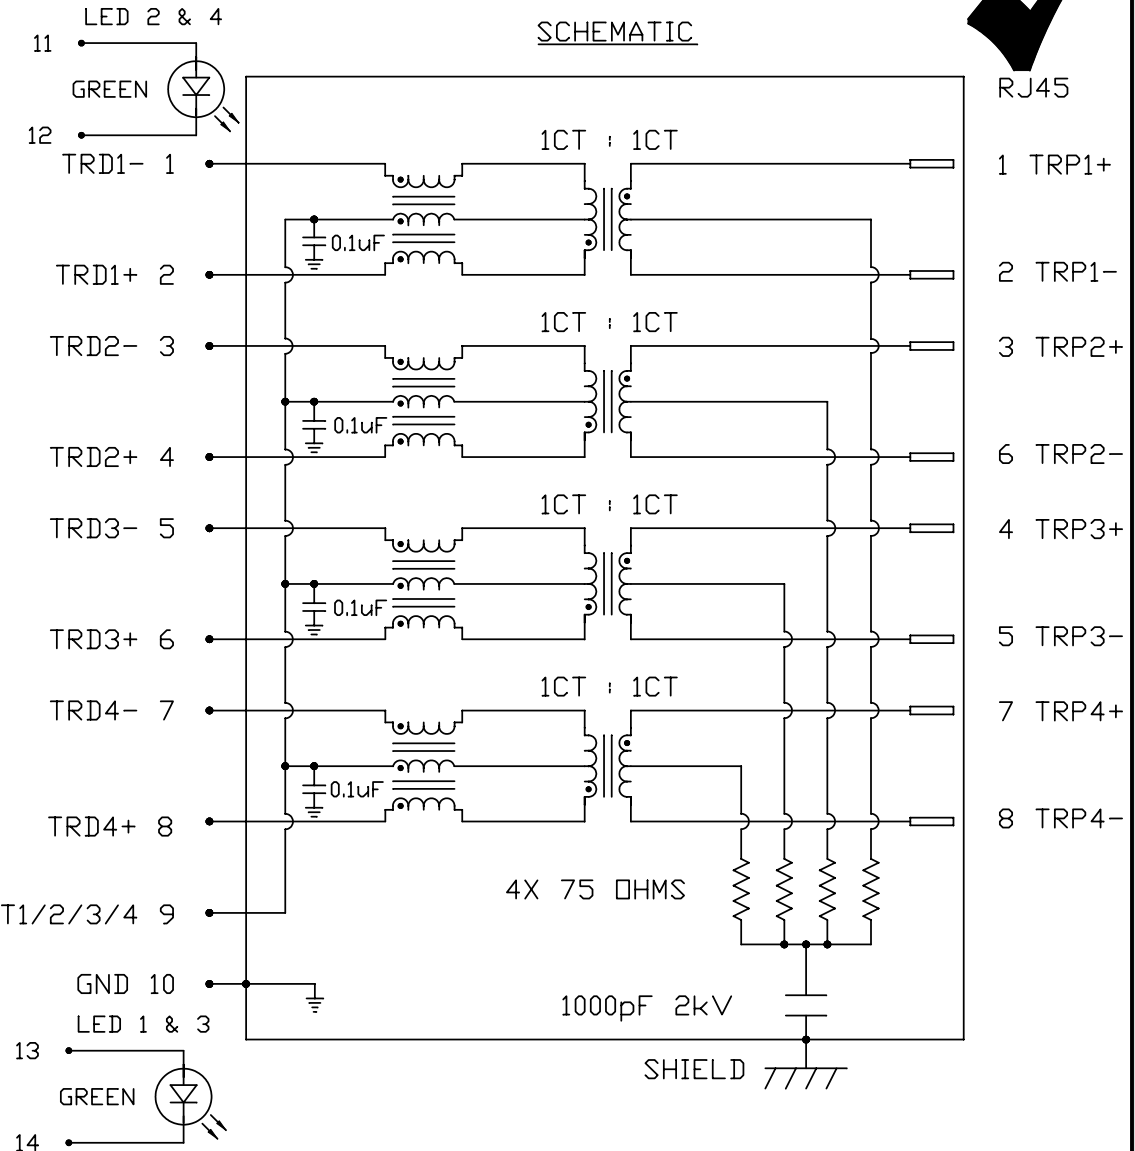 LED 2 & 4
SCHEMATIC
11
GREEN
RJ45
12
1CT : 1CT
TRD1- 1
1 TRP1+
0.1uF
TRD1+ 2
2 TRP1-
1CT : 1CT
TRD2- 3
3 TRP2+
0.1uF
TRD2+ 4
6 TRP2-
1CT : 1CT
TRD3- 5
4 TRP3+
0.1uF
TRD3+ 6
5 TRP3-
1CT : 1CT
TRD4- 7
7 TRP4+
0.1uF
TRD4+ 8
8 TRP4-
4X 75 OHMS
T1/2/3/4 9
GND 10
1000pF 2kV
LED 1 & 3
13
SHIELD
GREEN
14